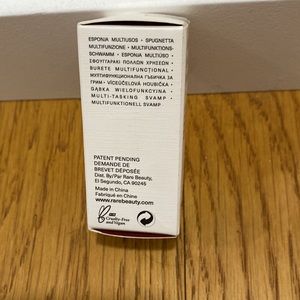 ESPONJA MULTIUSOS • SPUGNETTA
MULTIFUNZIONE • MULTIFUNKTIONS-
SCHWAMM • ESPONJA MULTIUSO •
ΣΦΟΥΓΓΑΡΑΚΙ ΠΟΛΛΩΝ ΧΡΗΣΕΩΝ •
BURETE MULTIFUNCȚIONAL •
МУЛТИФУНКЦИОНАЛНА ГЪБИЧКА ЗА
ГРИМ • VÍCEÚČELOVÁ HOUBIČKA •
GĄBKA WIELOFUNKCYJNA •
MULTI-TASKING SVAMP •
MULTIFUNKTIONELL SVAMP
PATENT PENDING
DEMANDE DE
BREVET DÉPOSÉE
Dist. By/Par Rare Beauty,
El Segundo, CA 90245
Made in China
Fabriqué en Chine
www.rarebeauty.com
Cruelty-Free
and Vegan